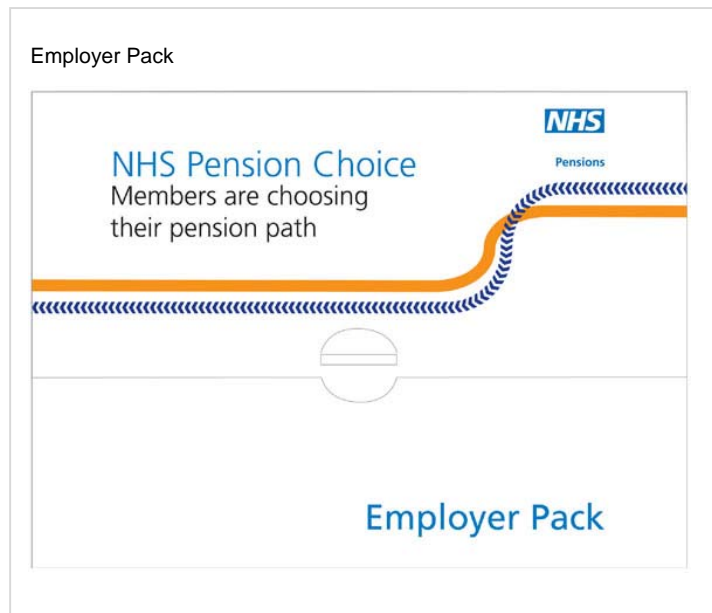 Employer Pack
NHS
Pensions
NHS Pension Choice
Members are choosing
their pension path
Employer Pack